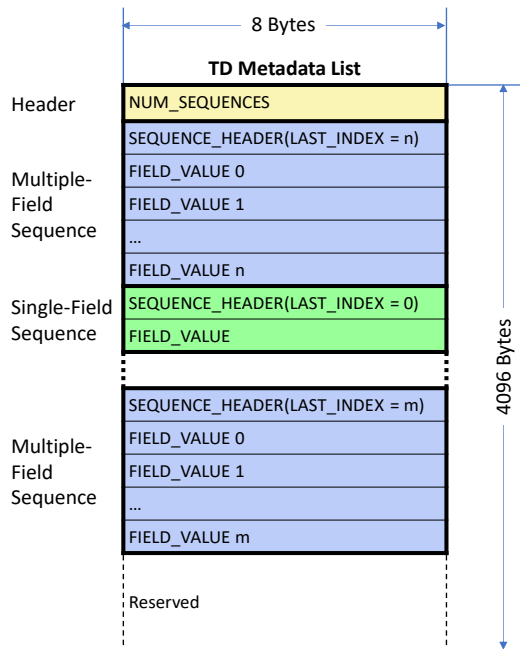 8 Bytes
TD Metadata List
Header
NUM_SEQUENCES
SEQUENCE_HEADER(LAST_INDEX = n)
Multiple-
Field
Sequence
FIELD_VALUE 0
FIELD_VALUE 1
...
FIELD_VALUE n
Single-Field
Sequence
SEQUENCE_HEADER(LAST_INDEX = 0)
FIELD_VALUE
4096 Bytes
SEQUENCE_HEADER(LAST_INDEX = m)
Multiple-
Field
Sequence
FIELD_VALUE 0
FIELD_VALUE 1
...
FIELD_VALUE m
Reserved